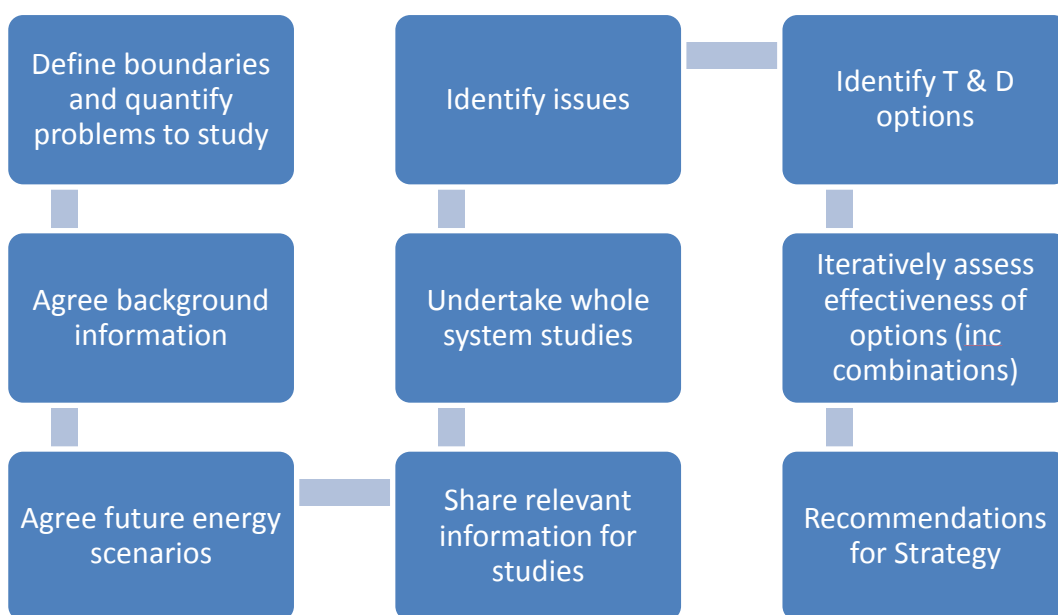 Define boundaries
and quantify
problems to study
Agree background
information
Agree future energy
scenarios
Share relevant
information for
studies
Undertake whole
system studies
Identify issues
Identify T & D
options
Iteratively assess
effectiveness of
options (inc
combinations)
Recommendations
for Strategy